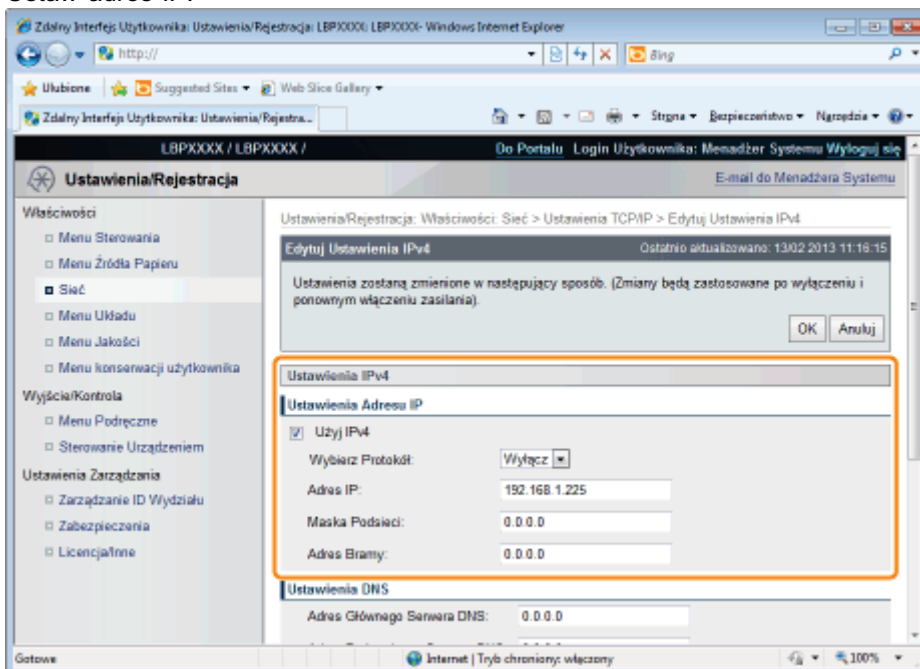 Zdalny Interfejs Użytkownika: Ustawienia/Rejestracja: LBPXXXX: LBPXXXX- Windows Internet Explorer
http://
Bing
Ulubione
Suggested Sites
Web Slice Gallery
Zdalny Interfejs Użytkownika: Ustawienia/Rejestra...
Strona
Bezpieczeństwo
Narzędzia
LBPXXXX / LBPXXXX /
Do Portalu Login Użytkownika: Menadżer Systemu Wyloguj się
Ustawienia/Rejestracja
E-mail do Menadżera Systemu
Właściwości
Menu Sterowania
Menu Źródła Papieru
Sieć
Menu Układu
Menu Jakości
Menu konserwacji użytkownika
Wyjście/Kontrola
Menu Podręczne
Sterowanie Urządzeniem
Ustawienia Zarządzania
Zarządzanie ID Wydziału
Zabezpieczenia
Licencja/Inne
Ustawienia/Rejestracja: Właściwości: Sieć > Ustawienia TCP/IP > Edytuj Ustawienia IPv4
Edytuj Ustawienia IPv4
Ostatnio aktualizowano: 13/02 2013 11:16:15
Ustawienia zostaną zmienione w następujący sposób. (Zmiany będą zastosowane po wyłączeniu i
ponownym włączeniu zasilania).
OK
Anuluj
Ustawienia IPv4
Ustawienia Adresu IP
Użyj IPv4
Wybierz Protokół: Wyłącz
Adres IP: 192.168.1.225
Maska Podsieci: 0.0.0.0
Adres Bramy: 0.0.0.0
Ustawienia DNS
Adres Głównego Serwera DNS: 0.0.0.0
Gotowe
Internet | Tryb chroniony: włączony
100%